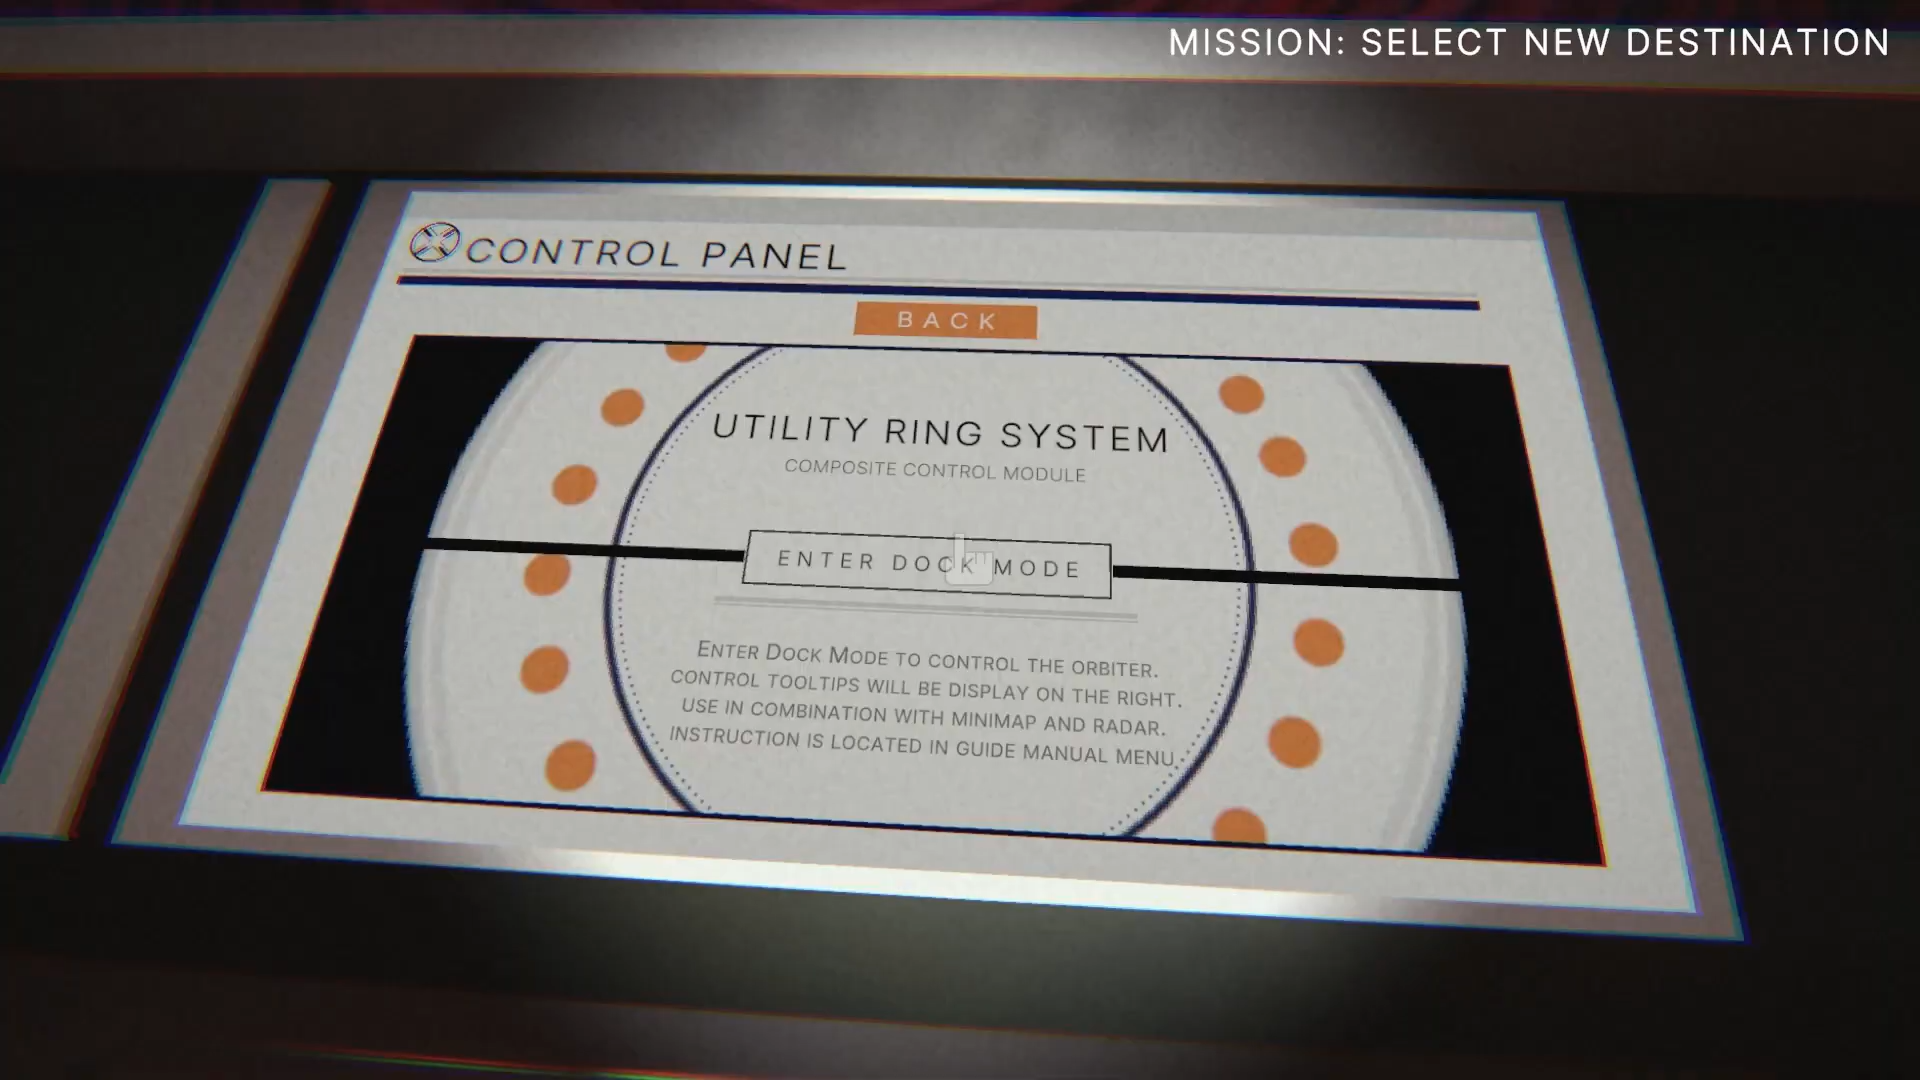 MISSION: SELECT NEW DESTINATION
CONTROL PANEL
BACK
UTILITY RING SYSTEM
COMPOSITE CONTROL MODULE
ENTER DOCK MODE
ENTER DOCK MODE TO CONTROL THE ORBITER.
CONTROL TOOLTIPS WILL BE DISPLAY ON THE RIGHT.
USE IN COMBINATION WITH MINIMAP AND RADAR.
INSTRUCTION IS LOCATED IN GUIDE MANUAL MENU.